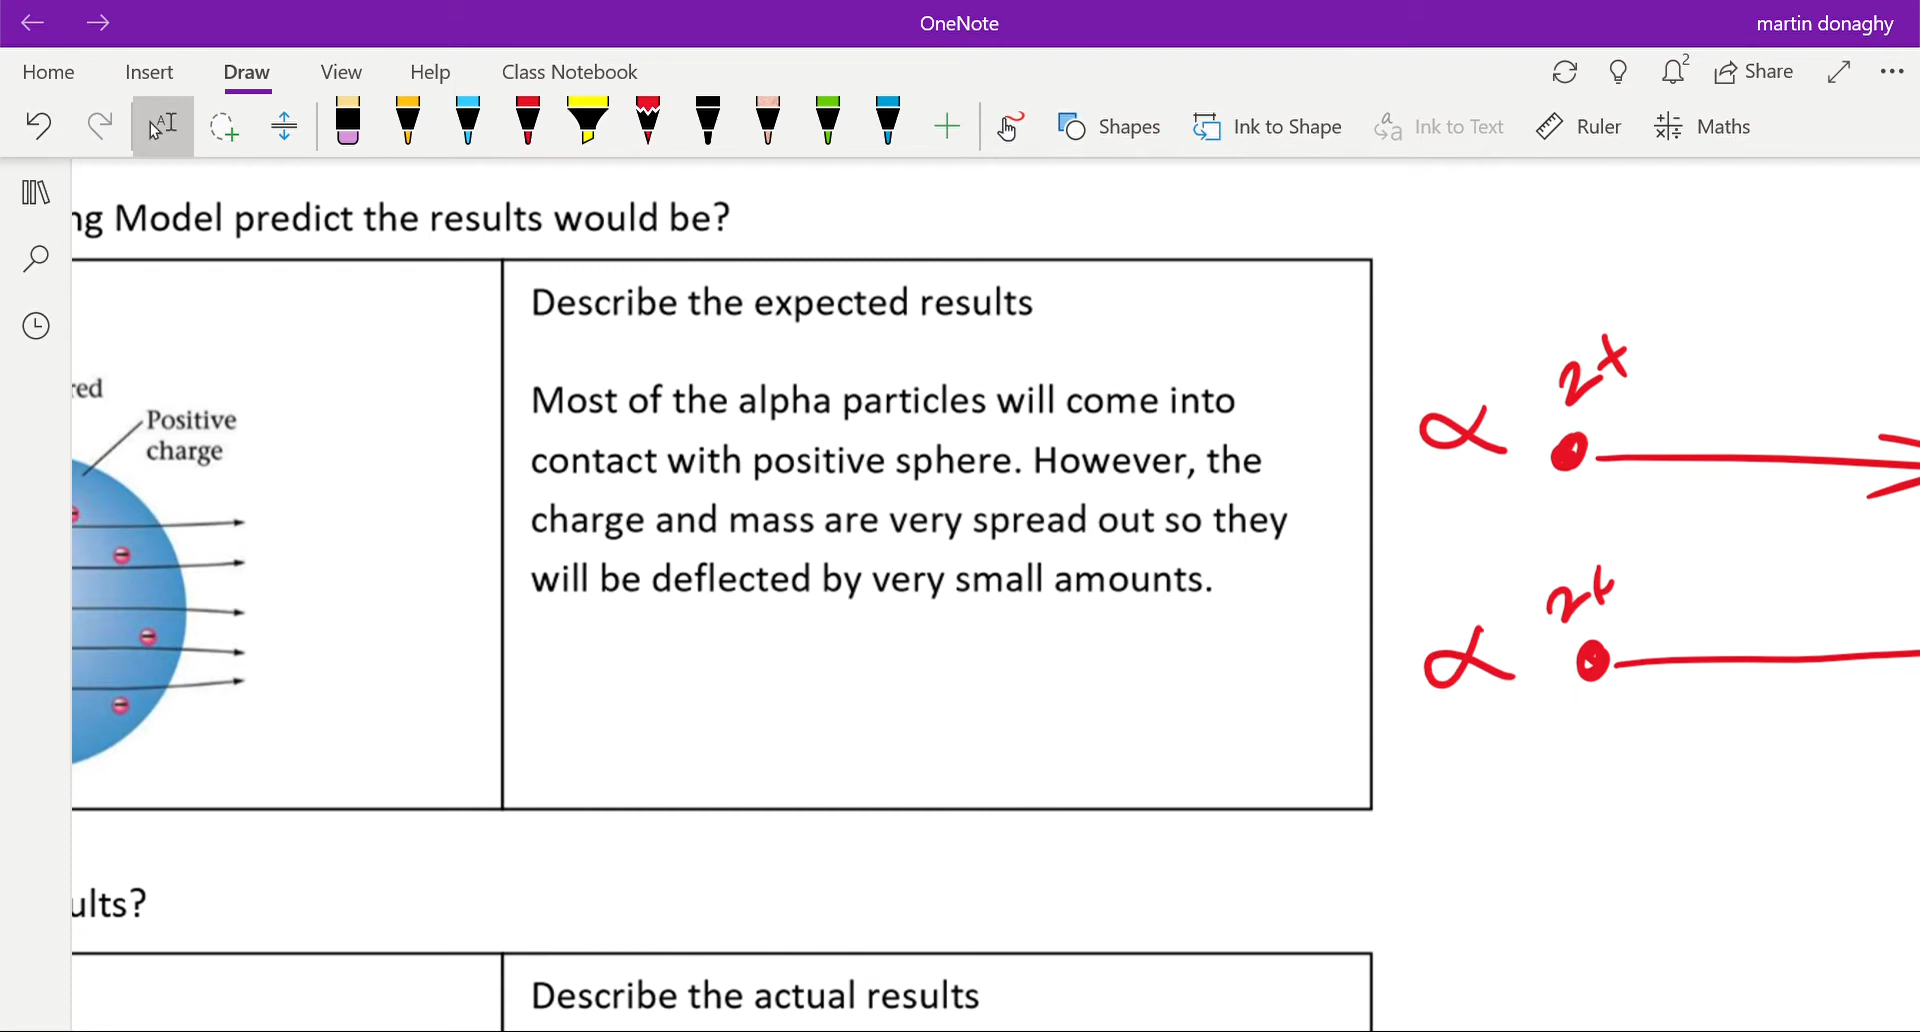 OneNote
martin donaghy
Home Insert Draw View Help Class Notebook
2
Share
Shapes
Ink to Shape
Ink to Text
Ruler
Maths
ng Model predict the results would be?
Describe the expected results
red
Positive
charge
Most of the alpha particles will come into
contact with positive sphere. However, the
charge and mass are very spread out so they
will be deflected by very small amounts.
2+
α
2+
α
ults?
Describe the actual results